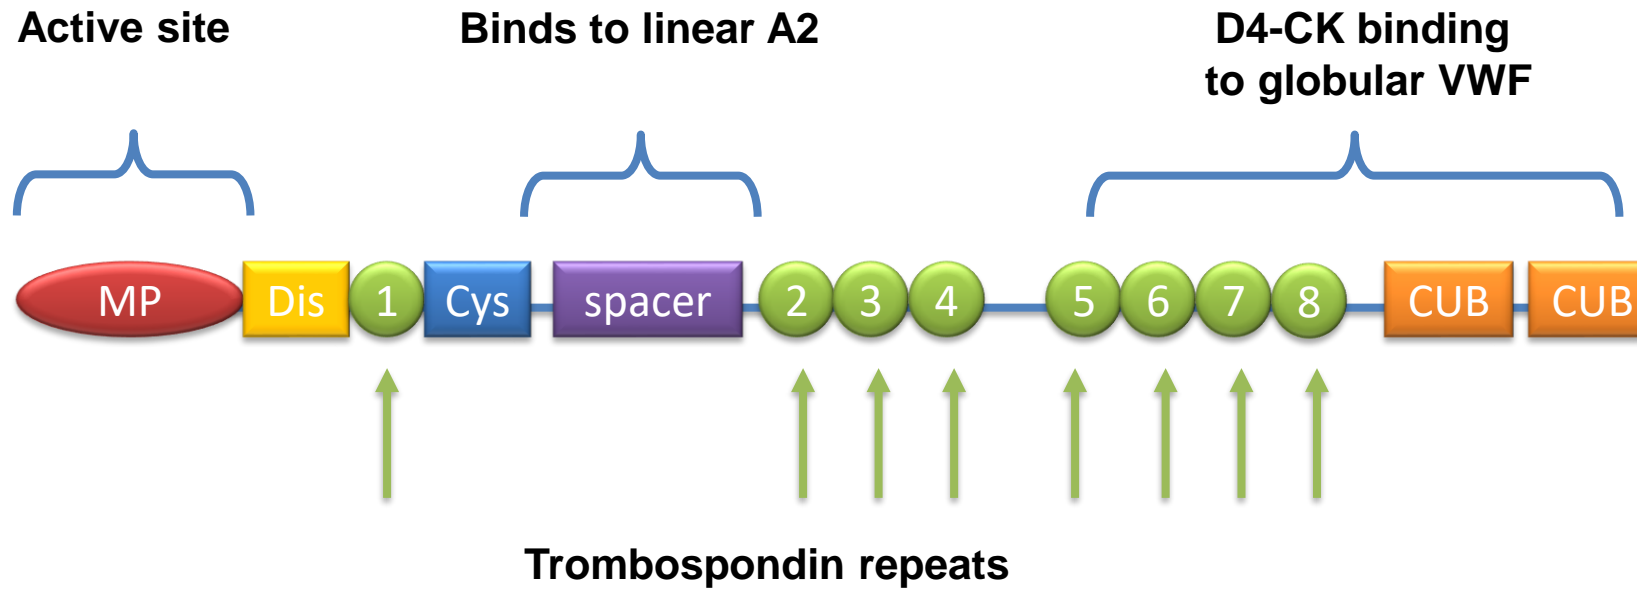 Active site
Binds to linear A2
D4-CK binding
to globular VWF
MP Dis 1 Cys spacer 2 3 4 5 6 7 8 CUB CUB
Trombospondin repeats